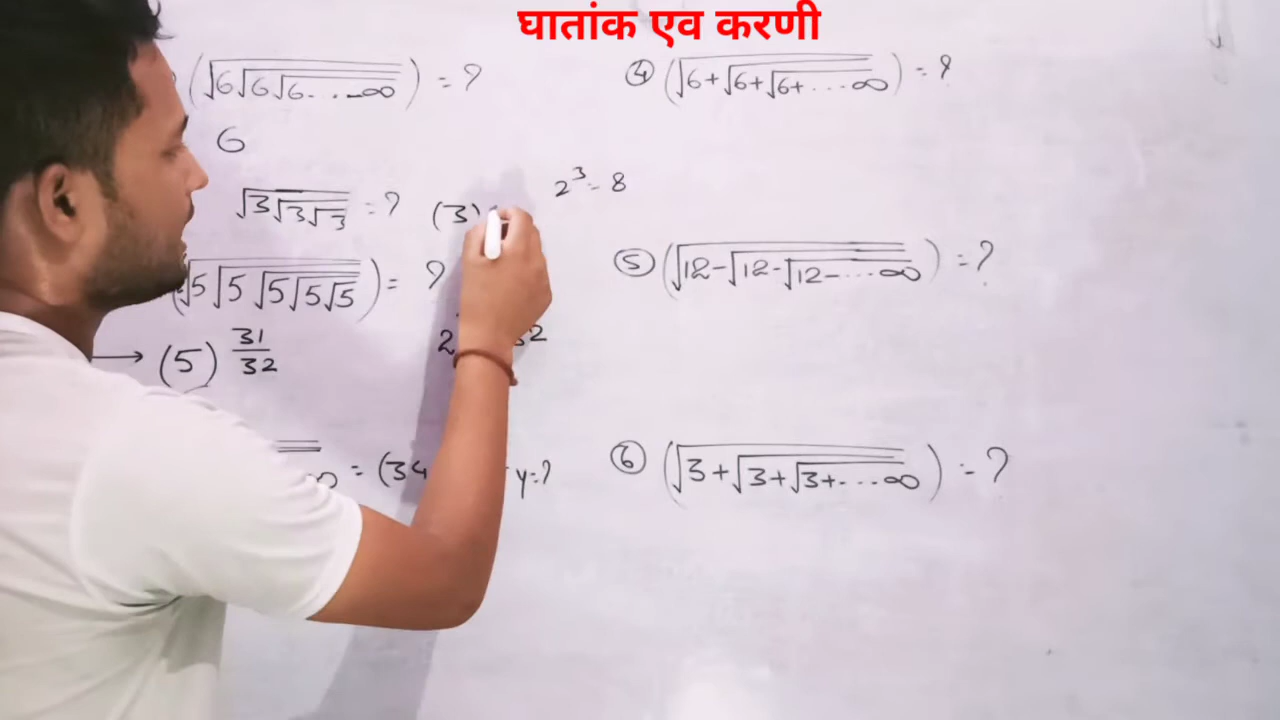 घातांक एव करणी
(√6√6√6. . . -∞) = ?
6
√3√3√3 = ? (3)
2³ = 8
(√5√5√5√5√5) = ?
→ (5)^31/32
= (34
y=?
④ (√6+√6+√6+ . . . ∞) = ?
⑤ (√12-√12-√12- . . . ∞) = ?
⑥ (√3+√3+√3+ . . . ∞) = ?